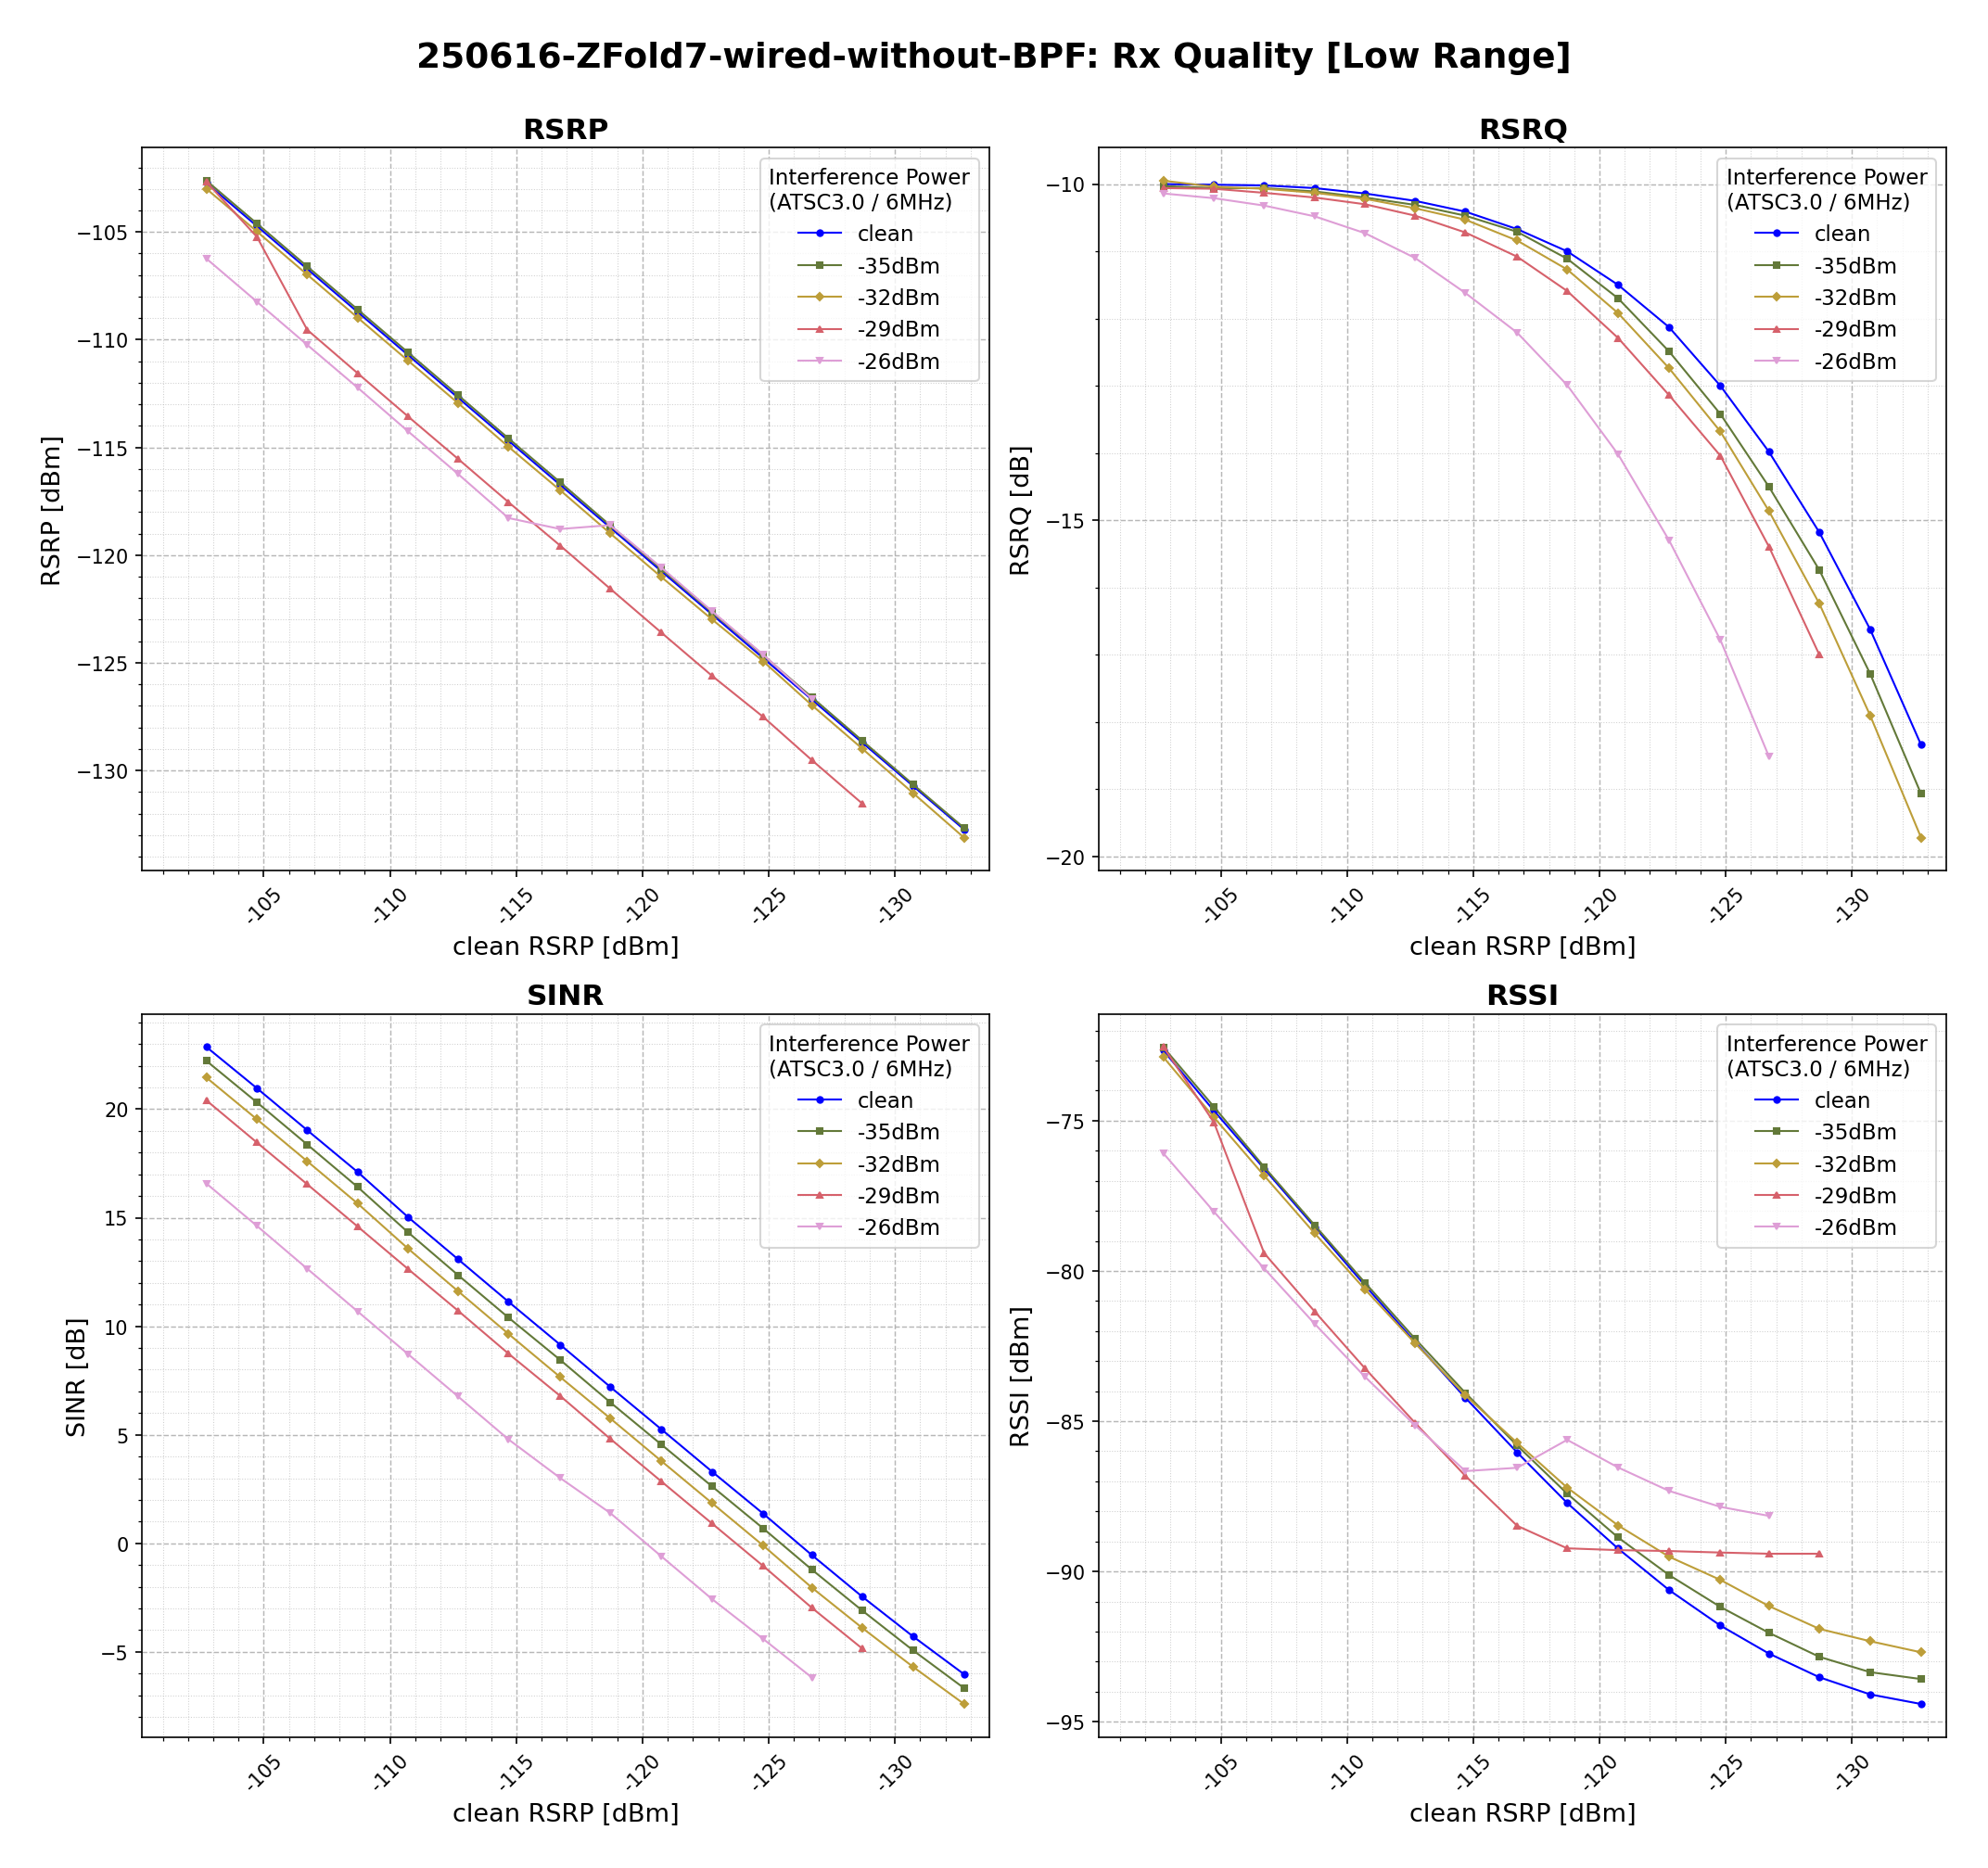 250616-ZFold7-wired-without-BPF: Rx Quality [Low Range]
RSRP
RSRP [dBm]
−105
−110
−115
−120
−125
−130
Interference Power
(ATSC3.0 / 6MHz)
clean
-35dBm
-32dBm
-29dBm
-26dBm
-105
-110
-115
-120
-125
-130
clean RSRP [dBm]
RSRQ
RSRQ [dB]
−10
−15
−20
Interference Power
(ATSC3.0 / 6MHz)
clean
-35dBm
-32dBm
-29dBm
-26dBm
-105
-110
-115
-120
-125
-130
clean RSRP [dBm]
SINR
SINR [dB]
20
15
10
5
0
−5
Interference Power
(ATSC3.0 / 6MHz)
clean
-35dBm
-32dBm
-29dBm
-26dBm
-105
-110
-115
-120
-125
-130
clean RSRP [dBm]
RSSI
RSSI [dBm]
−75
−80
−85
−90
−95
Interference Power
(ATSC3.0 / 6MHz)
clean
-35dBm
-32dBm
-29dBm
-26dBm
-105
-110
-115
-120
-125
-130
clean RSRP [dBm]